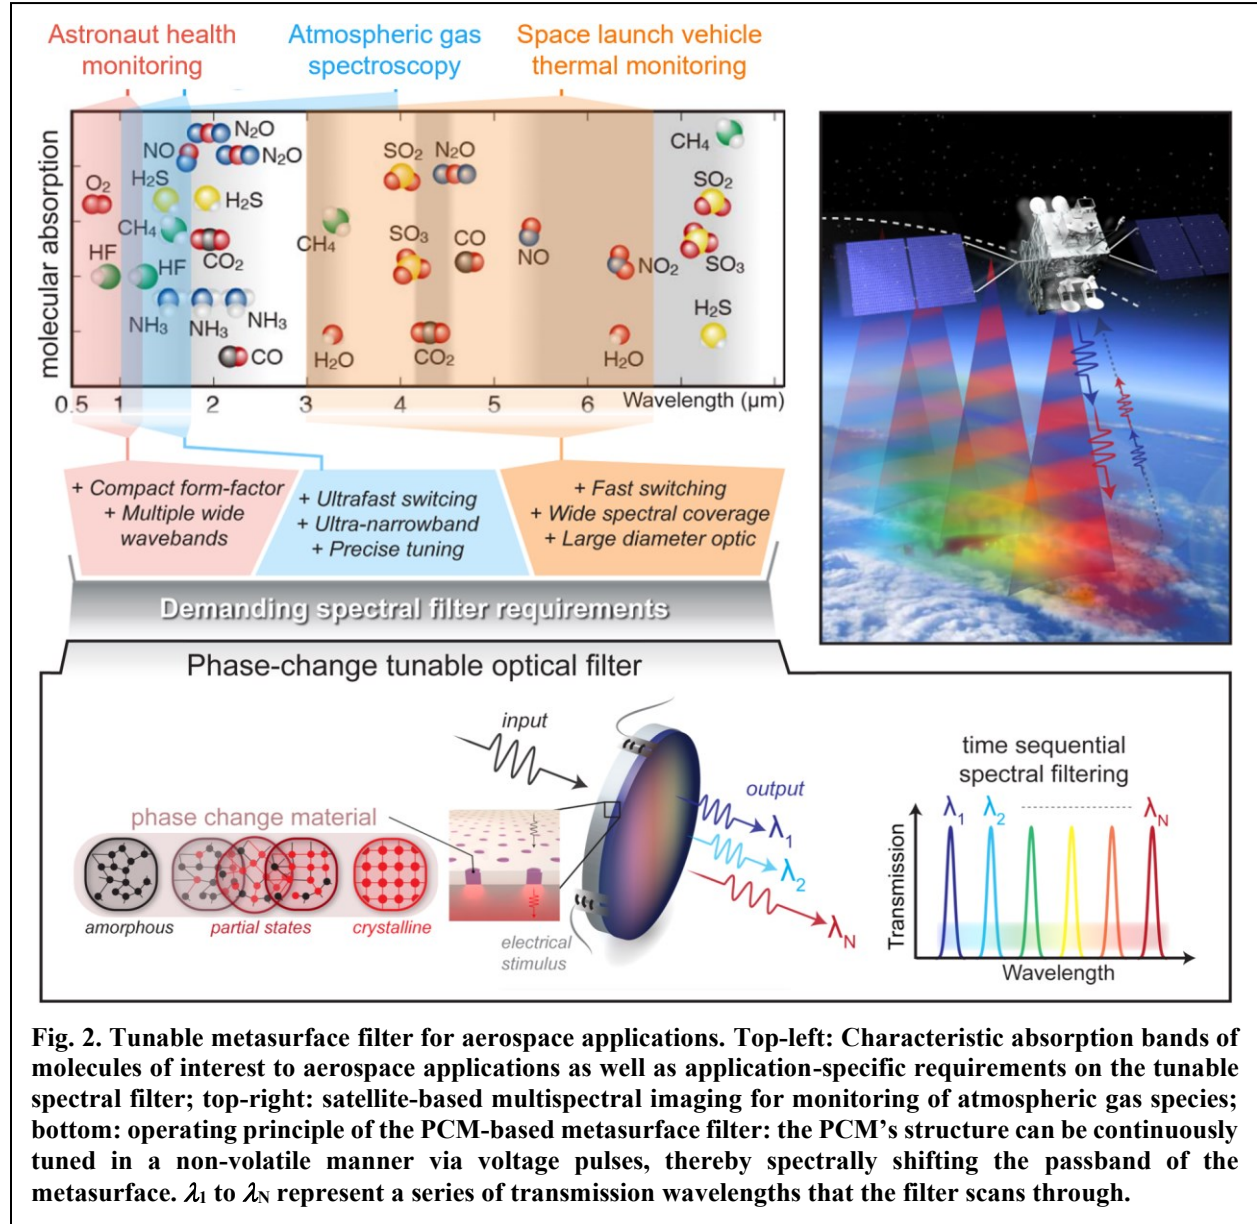 Astronaut health
monitoring
Atmospheric gas
spectroscopy
Space launch vehicle
thermal monitoring
molecular absorption
N₂O
NO
N₂O
O₂
H₂S
H₂S
CH₄
CO₂
HF
HF
NH₃
NH₃
NH₃
CO
SO₂
N₂O
CH₄
SO₃
CO
NO
NO₂
H₂O
CO₂
H₂O
CH₄
SO₂
SO₃
H₂S
0.5 1 2 3 4 5 6 Wavelength (μm)
+ Compact form-factor
+ Multiple wide
wavebands
+ Ultrafast switcing
+ Ultra-narrowband
+ Precise tuning
+ Fast switching
+ Wide spectral coverage
+ Large diameter optic
Demanding spectral filter requirements
Phase-change tunable optical filter
input
output
λ₁
λ₂
λN
phase change material
amorphous
partial states
crystalline
electrical
stimulus
time sequential
spectral filtering
λ₁ λ₂ λN
Transmission
Wavelength
Fig. 2. Tunable metasurface filter for aerospace applications. Top-left: Characteristic absorption bands of
molecules of interest to aerospace applications as well as application-specific requirements on the tunable
spectral filter; top-right: satellite-based multispectral imaging for monitoring of atmospheric gas species;
bottom: operating principle of the PCM-based metasurface filter: the PCM's structure can be continuously
tuned in a non-volatile manner via voltage pulses, thereby spectrally shifting the passband of the
metasurface. λ₁ to λN represent a series of transmission wavelengths that the filter scans through.